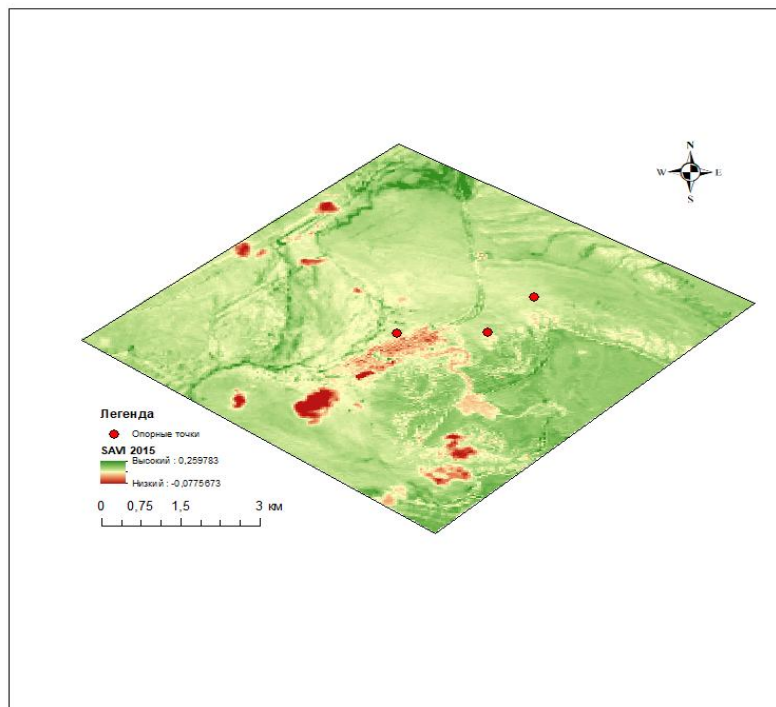 N
W E
S
Легенда
Опорные точки
SAVI 2015
Высокий : 0,259783
Низкий : -0,0775673
0 0,75 1,5 3 км